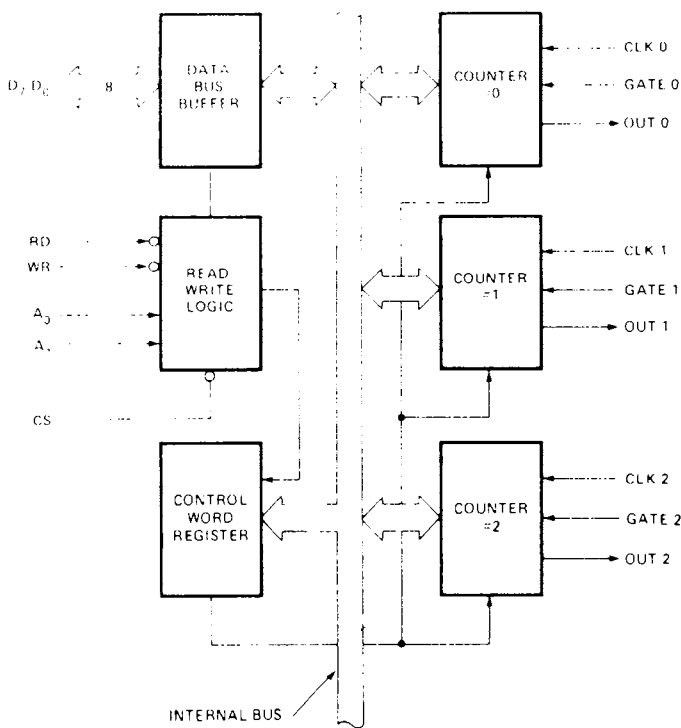 D7 D0
8
DATA
BUS
BUFFER
COUNTER
=0
CLK 0
GATE 0
OUT 0
RD
WR
A0
A1
CS
READ
WRITE
LOGIC
COUNTER
=1
CLK 1
GATE 1
OUT 1
CONTROL
WORD
REGISTER
COUNTER
=2
CLK 2
GATE 2
OUT 2
INTERNAL BUS